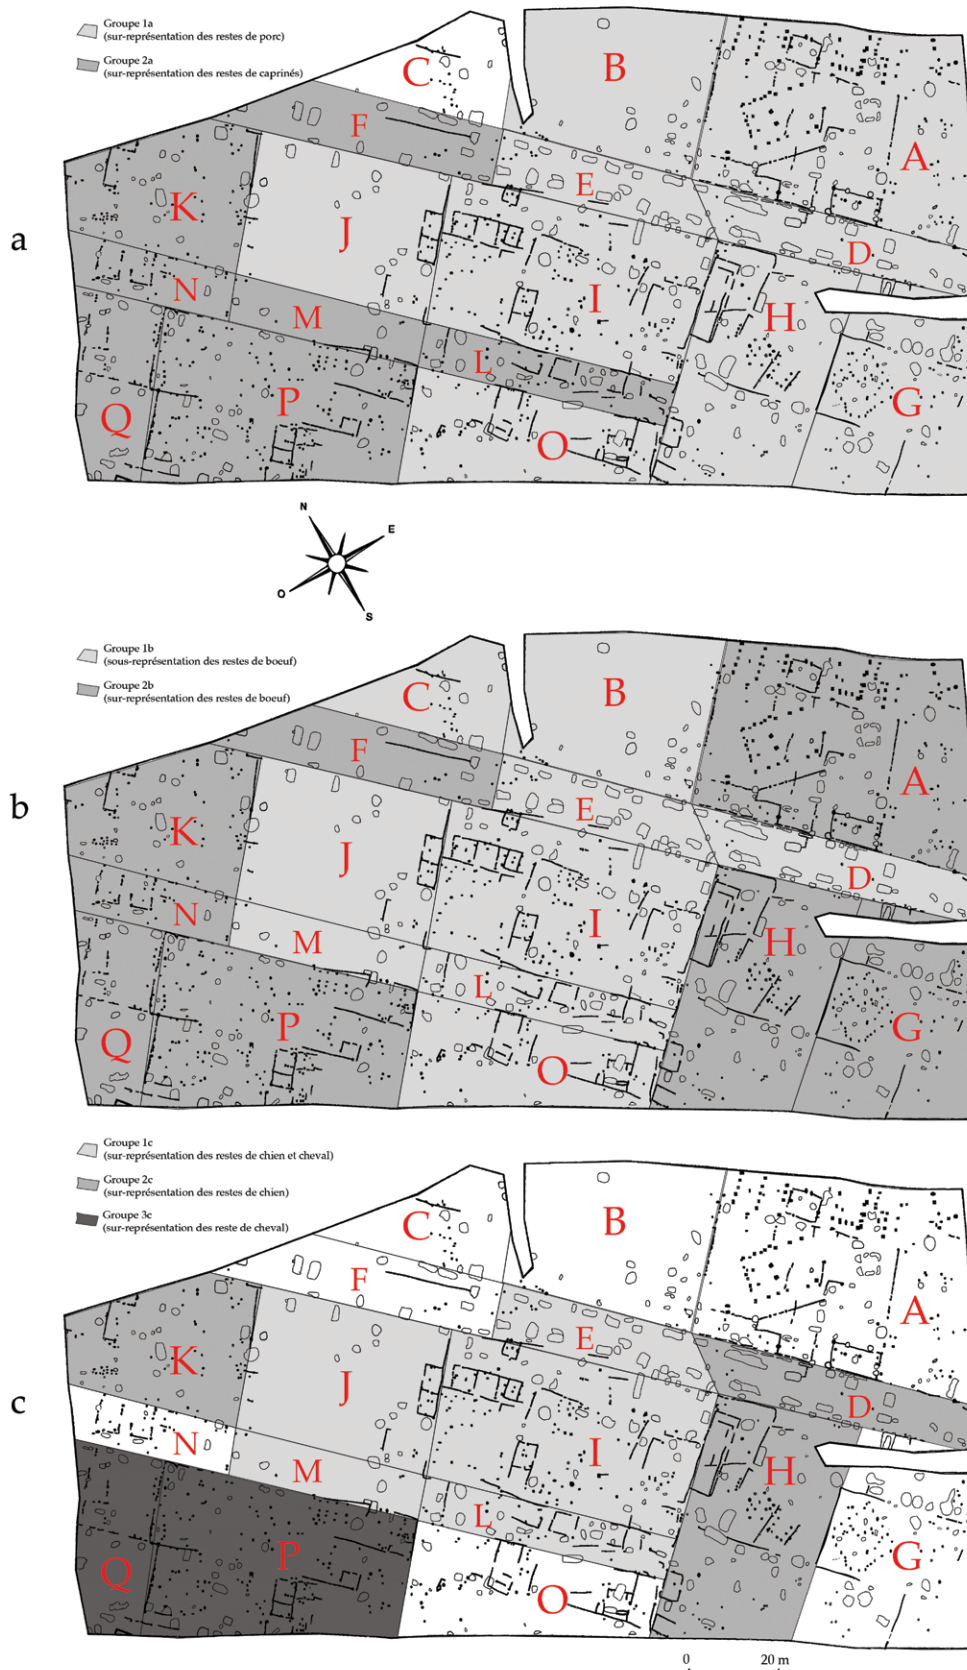 Groupe 1a
(sur-représentation des restes de porc)
Groupe 2a
(sur-représentation des restes de caprinés)
C
B
F
A
E
K
J
D
N
M
I
H
L
G
Q
P
O
a
N
E
O
S
Groupe 1b
(sous-représentation des restes de boeuf)
Groupe 2b
(sur-représentation des restes de boeuf)
C
B
F
A
E
K
J
D
N
M
I
H
L
G
Q
P
O
b
Groupe 1c
(sur-représentation des restes de chien et cheval)
Groupe 2c
(sur-représentation des restes de chien)
Groupe 3c
(sur-représentation des reste de cheval)
C
B
F
A
E
K
J
D
N
M
I
H
L
G
Q
P
O
c
0 20 m